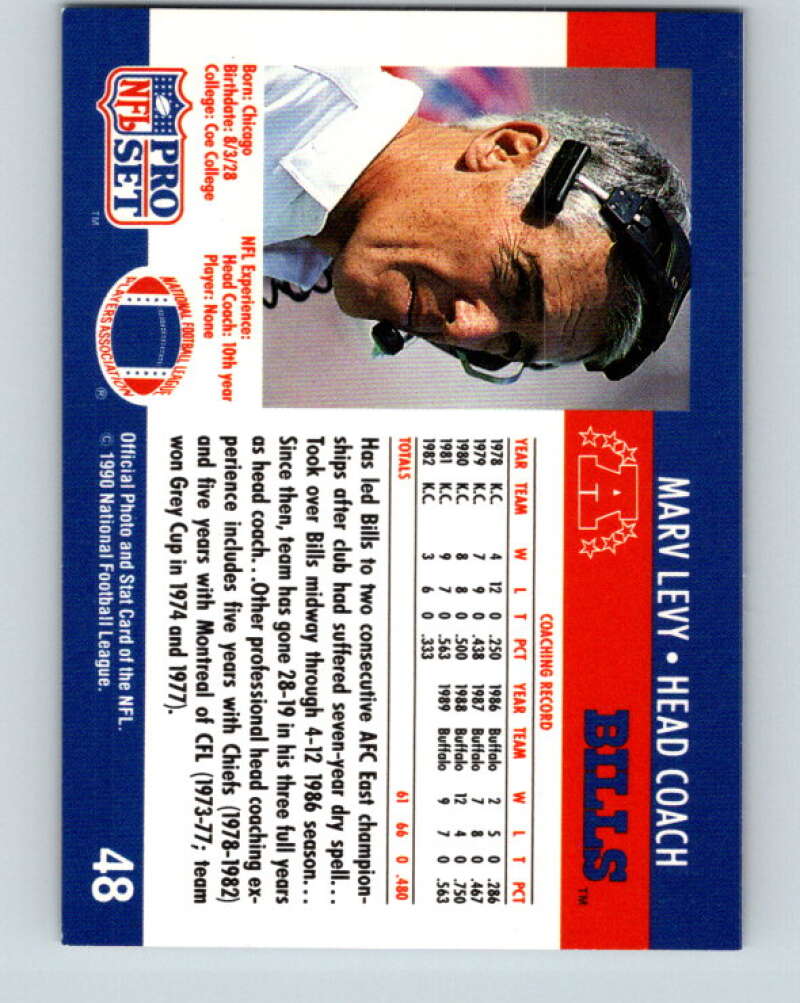 MARV LEVY • HEAD COACH
A
BILLS
TM
COACHING RECORD
YEAR TEAM W L T PCT YEAR TEAM W L T PCT
1978 K.C. 4 12 0 .250 1986 Buffalo 2 5 0 .286
1979 K.C. 7 9 0 .438 1987 Buffalo 7 8 0 .467
1980 K.C. 8 8 0 .500 1988 Buffalo 12 4 0 .750
1981 K.C. 9 7 0 .563 1989 Buffalo 9 7 0 .563
1982 K.C. 3 6 0 .333
TOTALS 61 66 0 .480
Has led Bills to two consecutive AFC East champion-
ships after club had suffered seven-year dry spell...
Took over Bills midway through 4-12 1986 season...
Since then, team has gone 28-19 in his three full years
as head coach...Other professional head coaching ex-
perience includes five years with Chiefs (1978-1982)
and five years with Montreal of CFL (1973-77; team
won Grey Cup in 1974 and 1977).
Born: Chicago
Birthdate: 8/3/28
College: Coe College
NFL Experience:
Head Coach: 10th year
Player: None
NFL
PRO
SET
TM
NATIONAL FOOTBALL LEAGUE
PLAYERS ASSOCIATION
®
Official Photo and Stat Card of the NFL.
© 1990 National Football League.
48